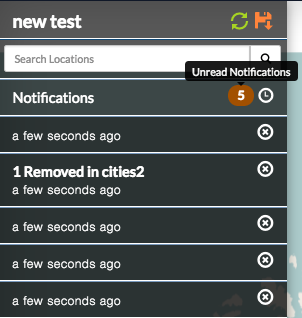 new test
Search Locations
Unread Notifications
Notifications 5
a few seconds ago
1 Removed in cities2
a few seconds ago
a few seconds ago
a few seconds ago
a few seconds ago